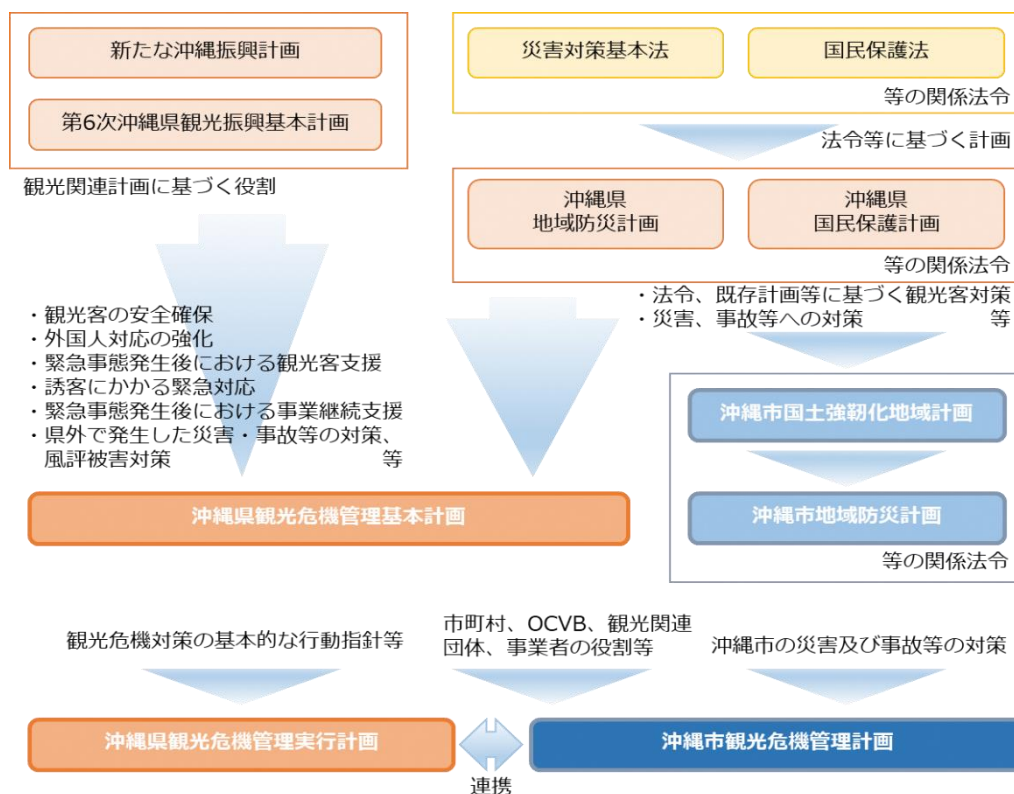 新たな沖縄振興計画
第6次沖縄県観光振興基本計画
観光関連計画に基づく役割
災害対策基本法
国民保護法
等の関係法令
法令等に基づく計画
沖縄県
地域防災計画
沖縄県
国民保護計画
等の関係法令
・法令、既存計画等に基づく観光客対策
・災害、事故等への対策 等
・観光客の安全確保
・外国人対応の強化
・緊急事態発生後における観光客支援
・誘客にかかる緊急対応
・緊急事態発生後における事業継続支援
・県外で発生した災害・事故等の対策、
風評被害対策 等
沖縄市国土強靭化地域計画
沖縄市地域防災計画
等の関係法令
沖縄県観光危機管理基本計画
観光危機対策の基本的な行動指針等
市町村、OCVB、観光関連
団体、事業者の役割等
沖縄市の災害及び事故等の対策
沖縄県観光危機管理実行計画
連携
沖縄市観光危機管理計画